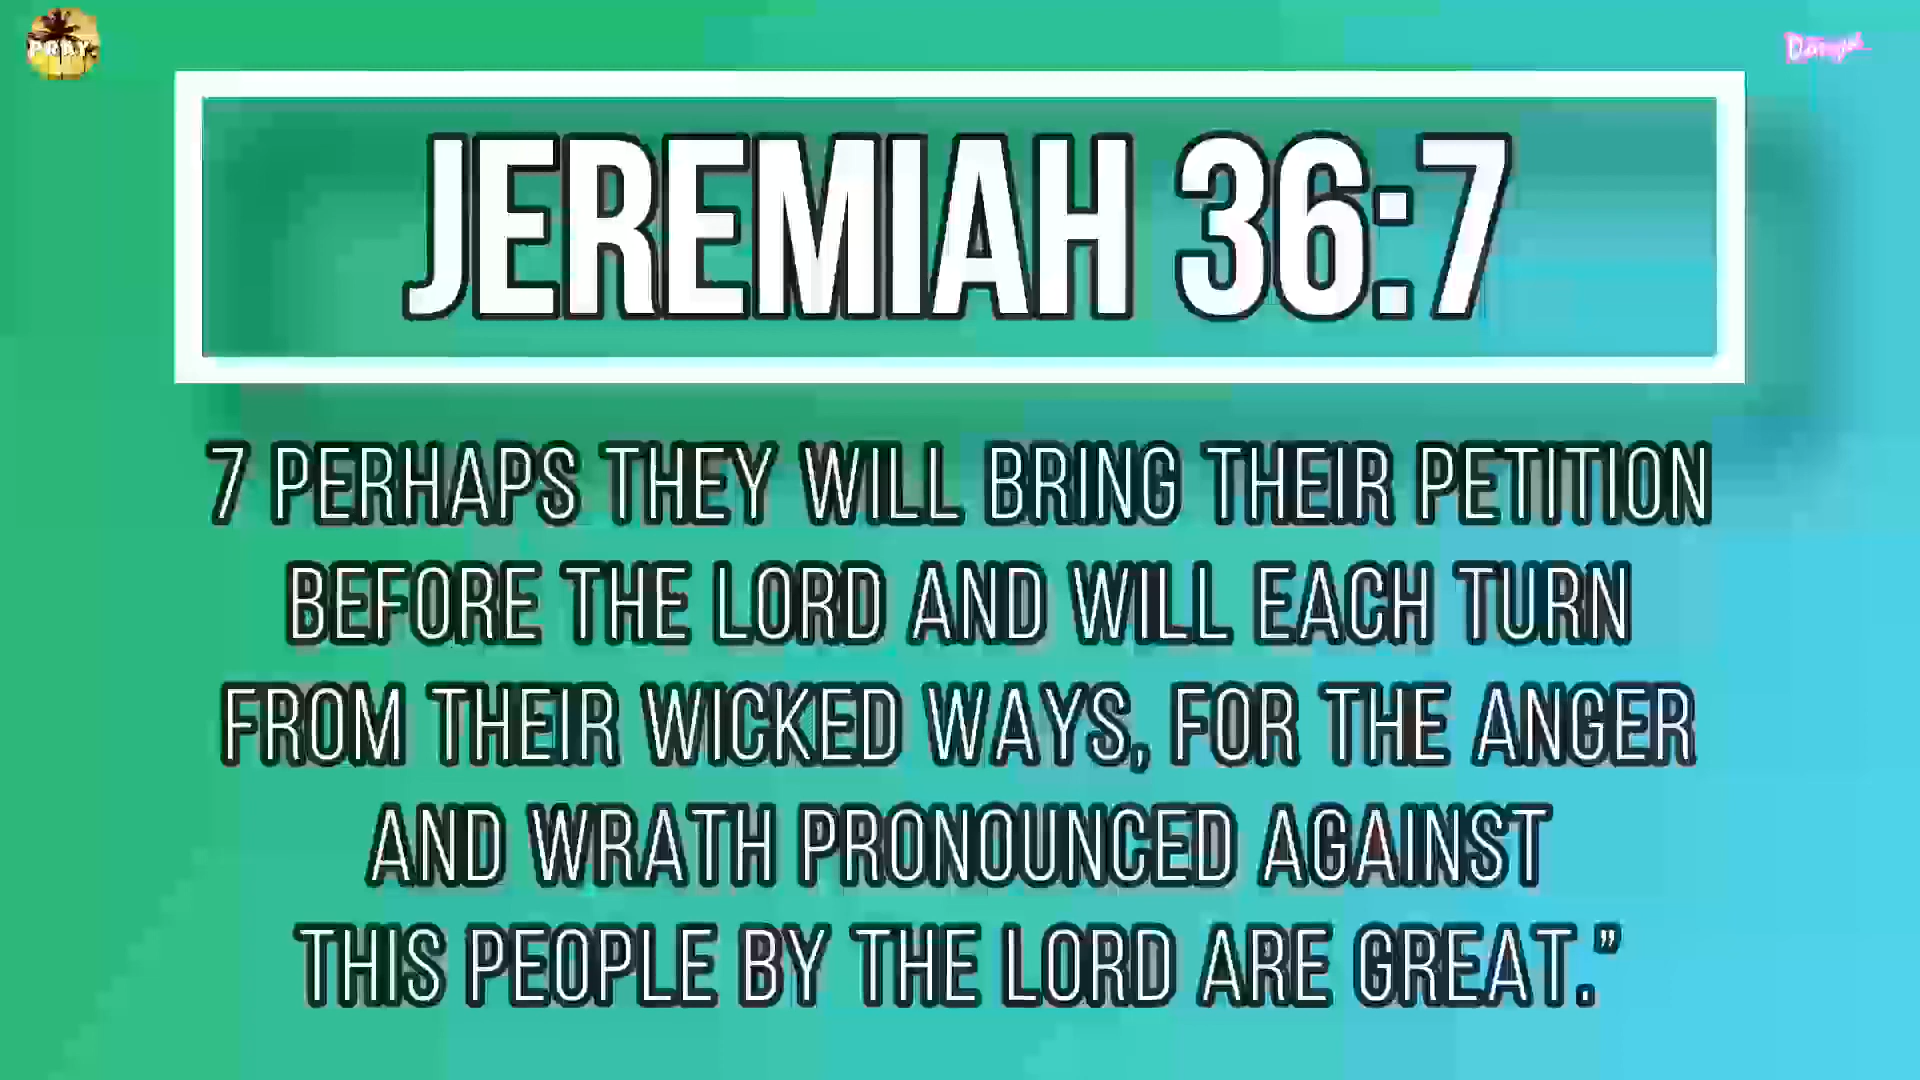 PRAY.
JEREMIAH 36:7
7 PERHAPS THEY WILL BRING THEIR PETITION
BEFORE THE LORD AND WILL EACH TURN
FROM THEIR WICKED WAYS, FOR THE ANGER
AND WRATH PRONOUNCED AGAINST
THIS PEOPLE BY THE LORD ARE GREAT.”